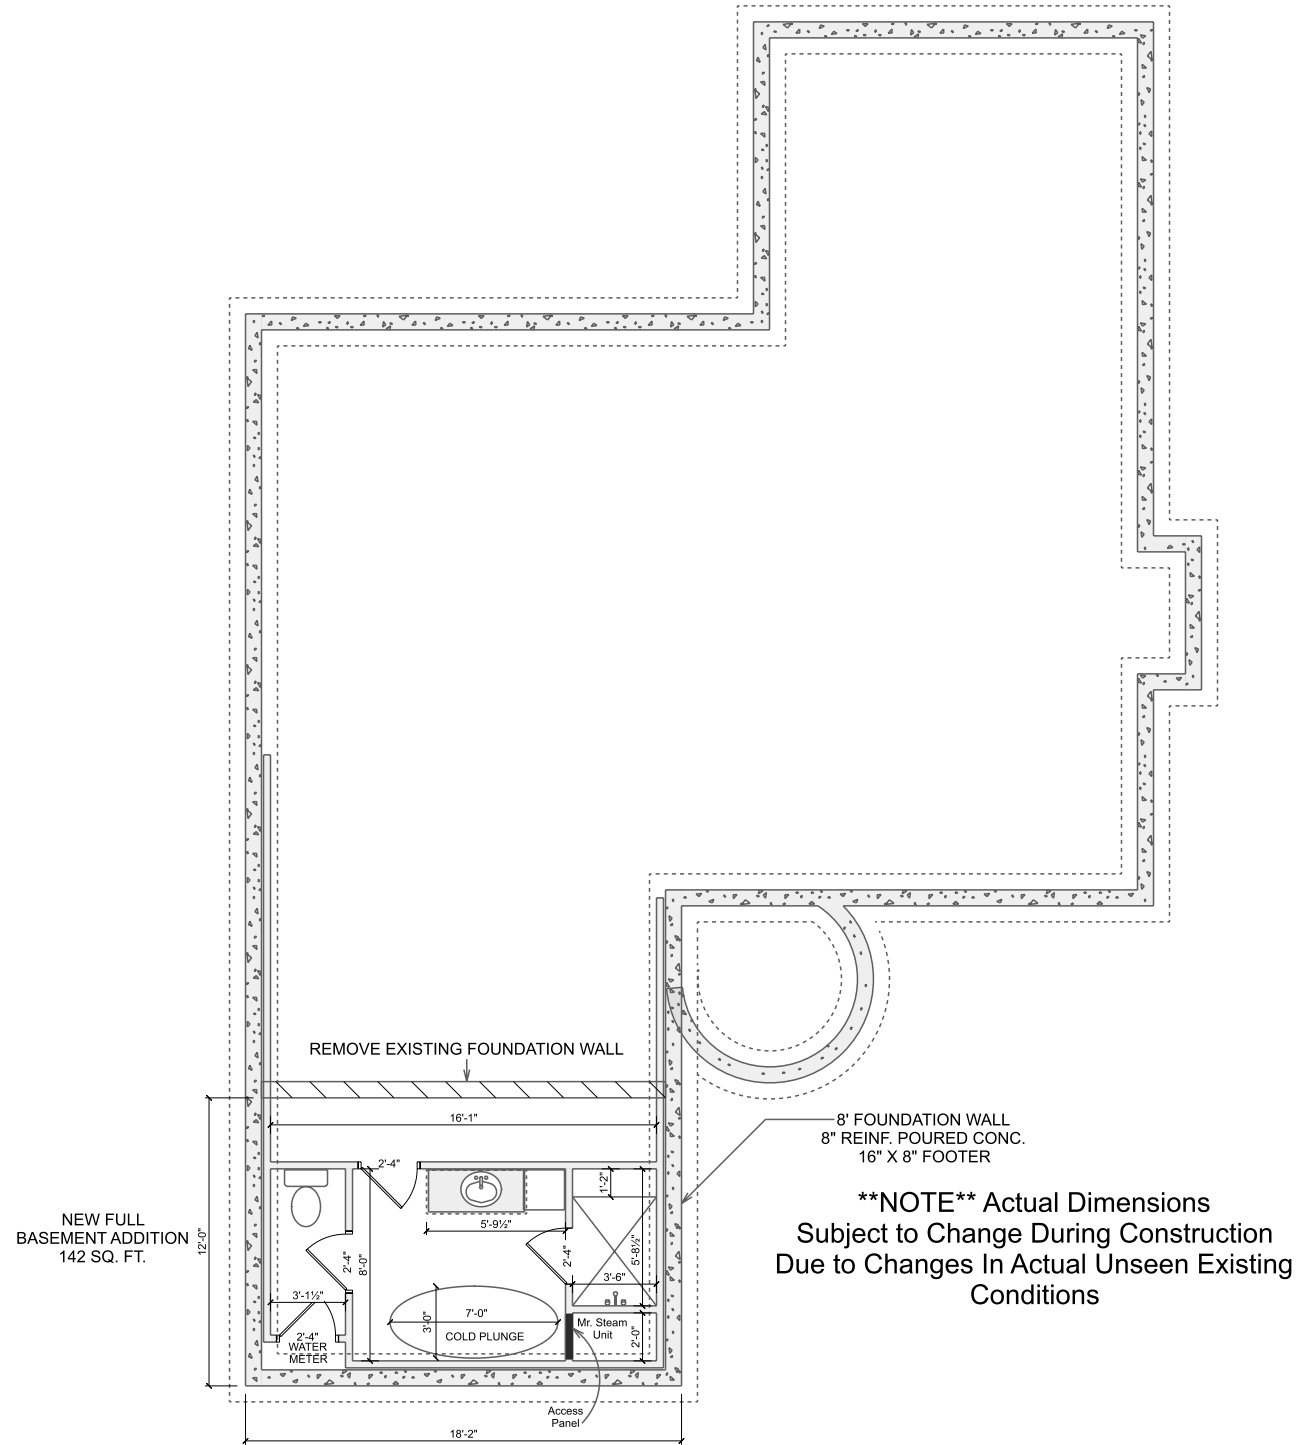 REMOVE EXISTING FOUNDATION WALL
16'-1"
8' FOUNDATION WALL
8" REINF. POURED CONC.
16" X 8" FOOTER
2'-4"
1'-2"
**NOTE** Actual Dimensions
Subject to Change During Construction
Due to Changes In Actual Unseen Existing
Conditions
NEW FULL
BASEMENT ADDITION
142 SQ. FT.
12'-0"
5'-9½"
2'-4"
8'-0"
2'-4"
5'-8½"
3'-6"
3'-1½"
7'-0"
3'-0"
COLD PLUNGE
Mr. Steam
Unit
2'-0"
2'-4"
WATER
METER
Access
Panel
18'-2"